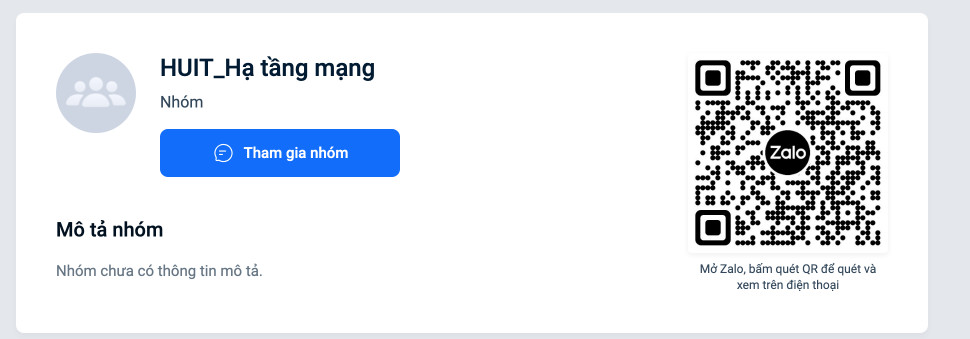 HUIT_Hạ tầng mạng
Nhóm
Tham gia nhóm
Mô tả nhóm
Nhóm chưa có thông tin mô tả.
Zalo
Mở Zalo, bấm quét QR để quét và
xem trên điện thoại